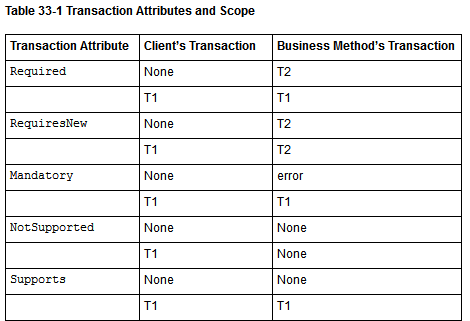 Table 33-1 Transaction Attributes and Scope
Transaction Attribute Client's Transaction Business Method's Transaction
Required None T2
T1 T1
RequiresNew None T2
T1 T2
Mandatory None error
T1 T1
NotSupported None None
T1 None
Supports None None
T1 T1